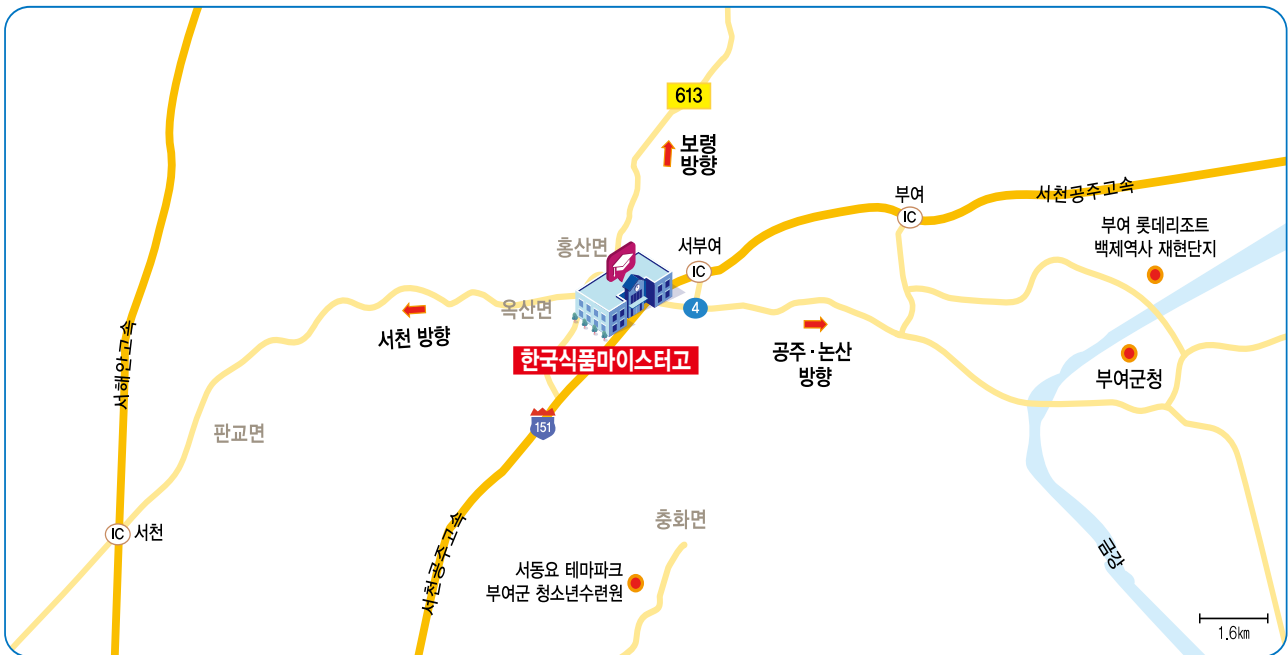 613
보령
방향
부여
IC
서천공주고속
부여 롯데리조트
백제역사 재현단지
홍산면
서부여
IC
옥산면
4
서천 방향
공주·논산
방향
한국식품마이스터고
부여군청
서해안고속
판교면
151
충화면
IC 서천
서천공주고속
서동요 테마파크
부여군 청소년수련원
금강
1.6㎞